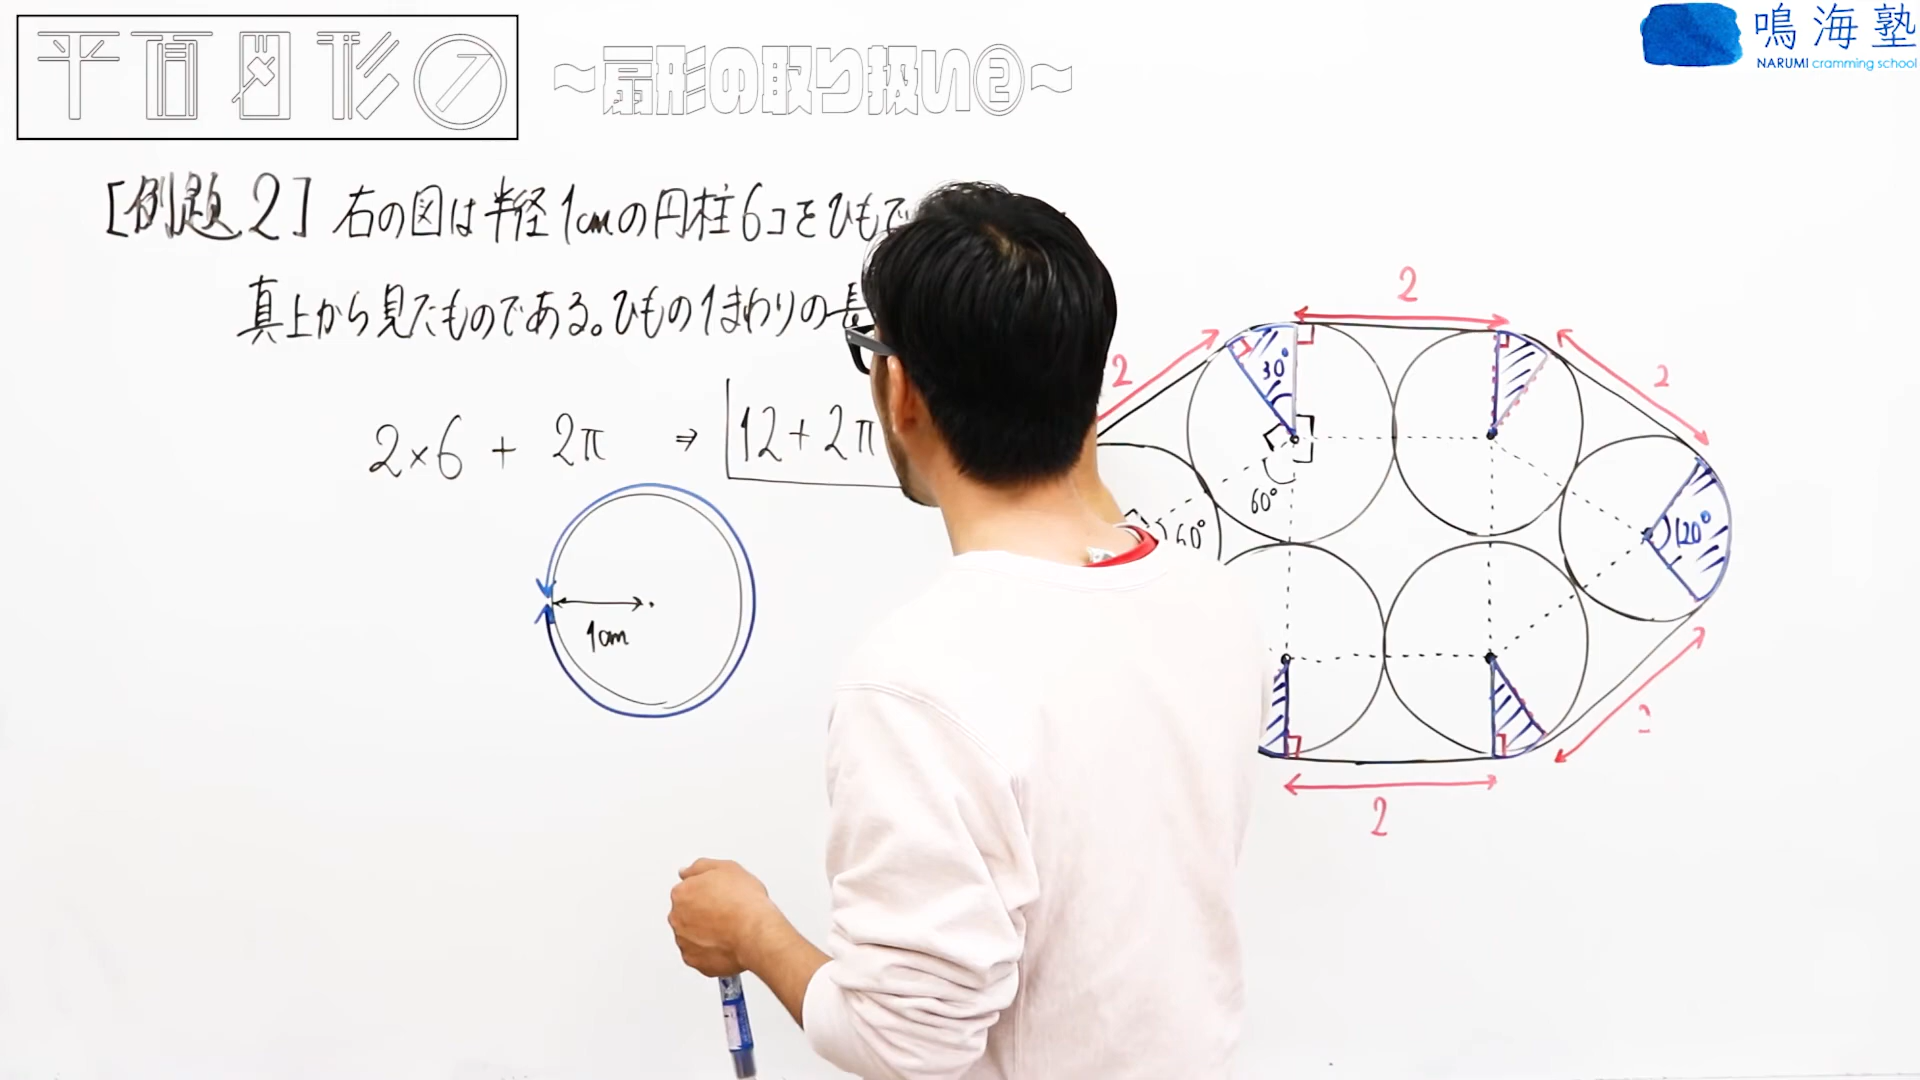 平面図形⑦
~扇形の取り扱い②~
鳴海塾
NARUMI cramming school
[例題2] 右の図は半径1cmの円柱6コをひもで
真上から見たものである。ひもの1まわりの長
2×6 + 2π ⇒ 12+2π
1cm
2
2
2
30°
60°
60°
120°
2
2